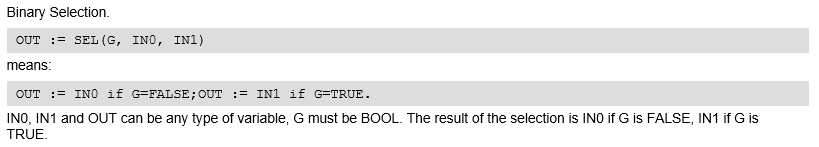 Binary Selection.
OUT := SEL(G, IN0, IN1)
means:
OUT := IN0 if G=FALSE;OUT := IN1 if G=TRUE.
IN0, IN1 and OUT can be any type of variable, G must be BOOL. The result of the selection is IN0 if G is FALSE, IN1 if G is
TRUE.